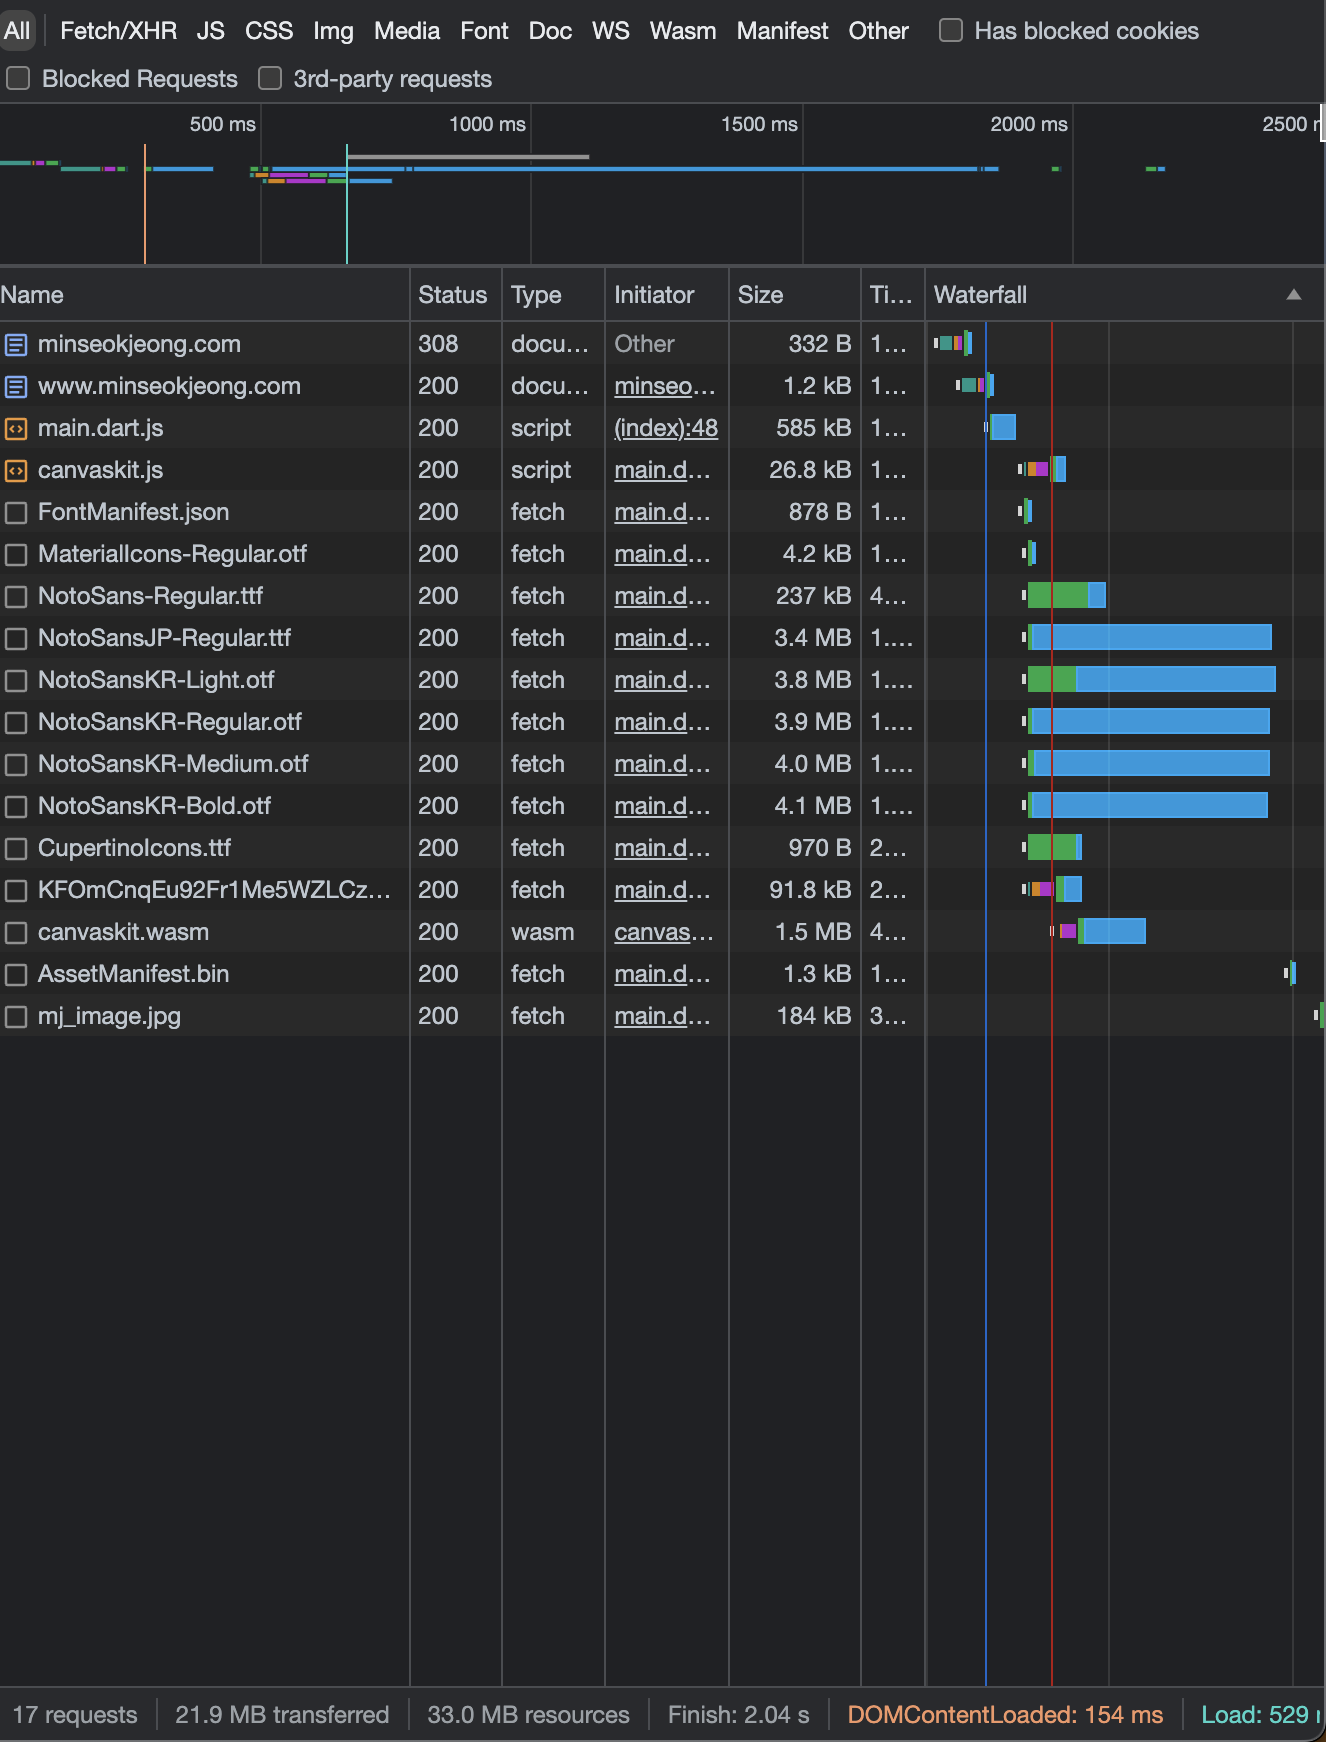 All Fetch/XHR JS CSS Img Media Font Doc WS Wasm Manifest Other Has blocked cookies
Blocked Requests 3rd-party requests
500 ms 1000 ms 1500 ms 2000 ms 2500
Name Status Type Initiator Size Ti... Waterfall
minseokjeong.com 308 docu... Other 332 B 1...
www.minseokjeong.com 200 docu... minseo... 1.2 kB 1...
main.dart.js 200 script (index):48 585 kB 1...
canvaskit.js 200 script main.d... 26.8 kB 1...
FontManifest.json 200 fetch main.d... 878 B 1...
MaterialIcons-Regular.otf 200 fetch main.d... 4.2 kB 1...
NotoSans-Regular.ttf 200 fetch main.d... 237 kB 4...
NotoSansJP-Regular.ttf 200 fetch main.d... 3.4 MB 1....
NotoSansKR-Light.otf 200 fetch main.d... 3.8 MB 1....
NotoSansKR-Regular.otf 200 fetch main.d... 3.9 MB 1....
NotoSansKR-Medium.otf 200 fetch main.d... 4.0 MB 1....
NotoSansKR-Bold.otf 200 fetch main.d... 4.1 MB 1....
CupertinoIcons.ttf 200 fetch main.d... 970 B 2...
KFOmCnqEu92Fr1Me5WZLCz... 200 fetch main.d... 91.8 kB 2...
canvaskit.wasm 200 wasm canvas... 1.5 MB 4...
AssetManifest.bin 200 fetch main.d... 1.3 kB 1...
mj_image.jpg 200 fetch main.d... 184 kB 3...
17 requests 21.9 MB transferred 33.0 MB resources Finish: 2.04 s DOMContentLoaded: 154 ms Load: 529